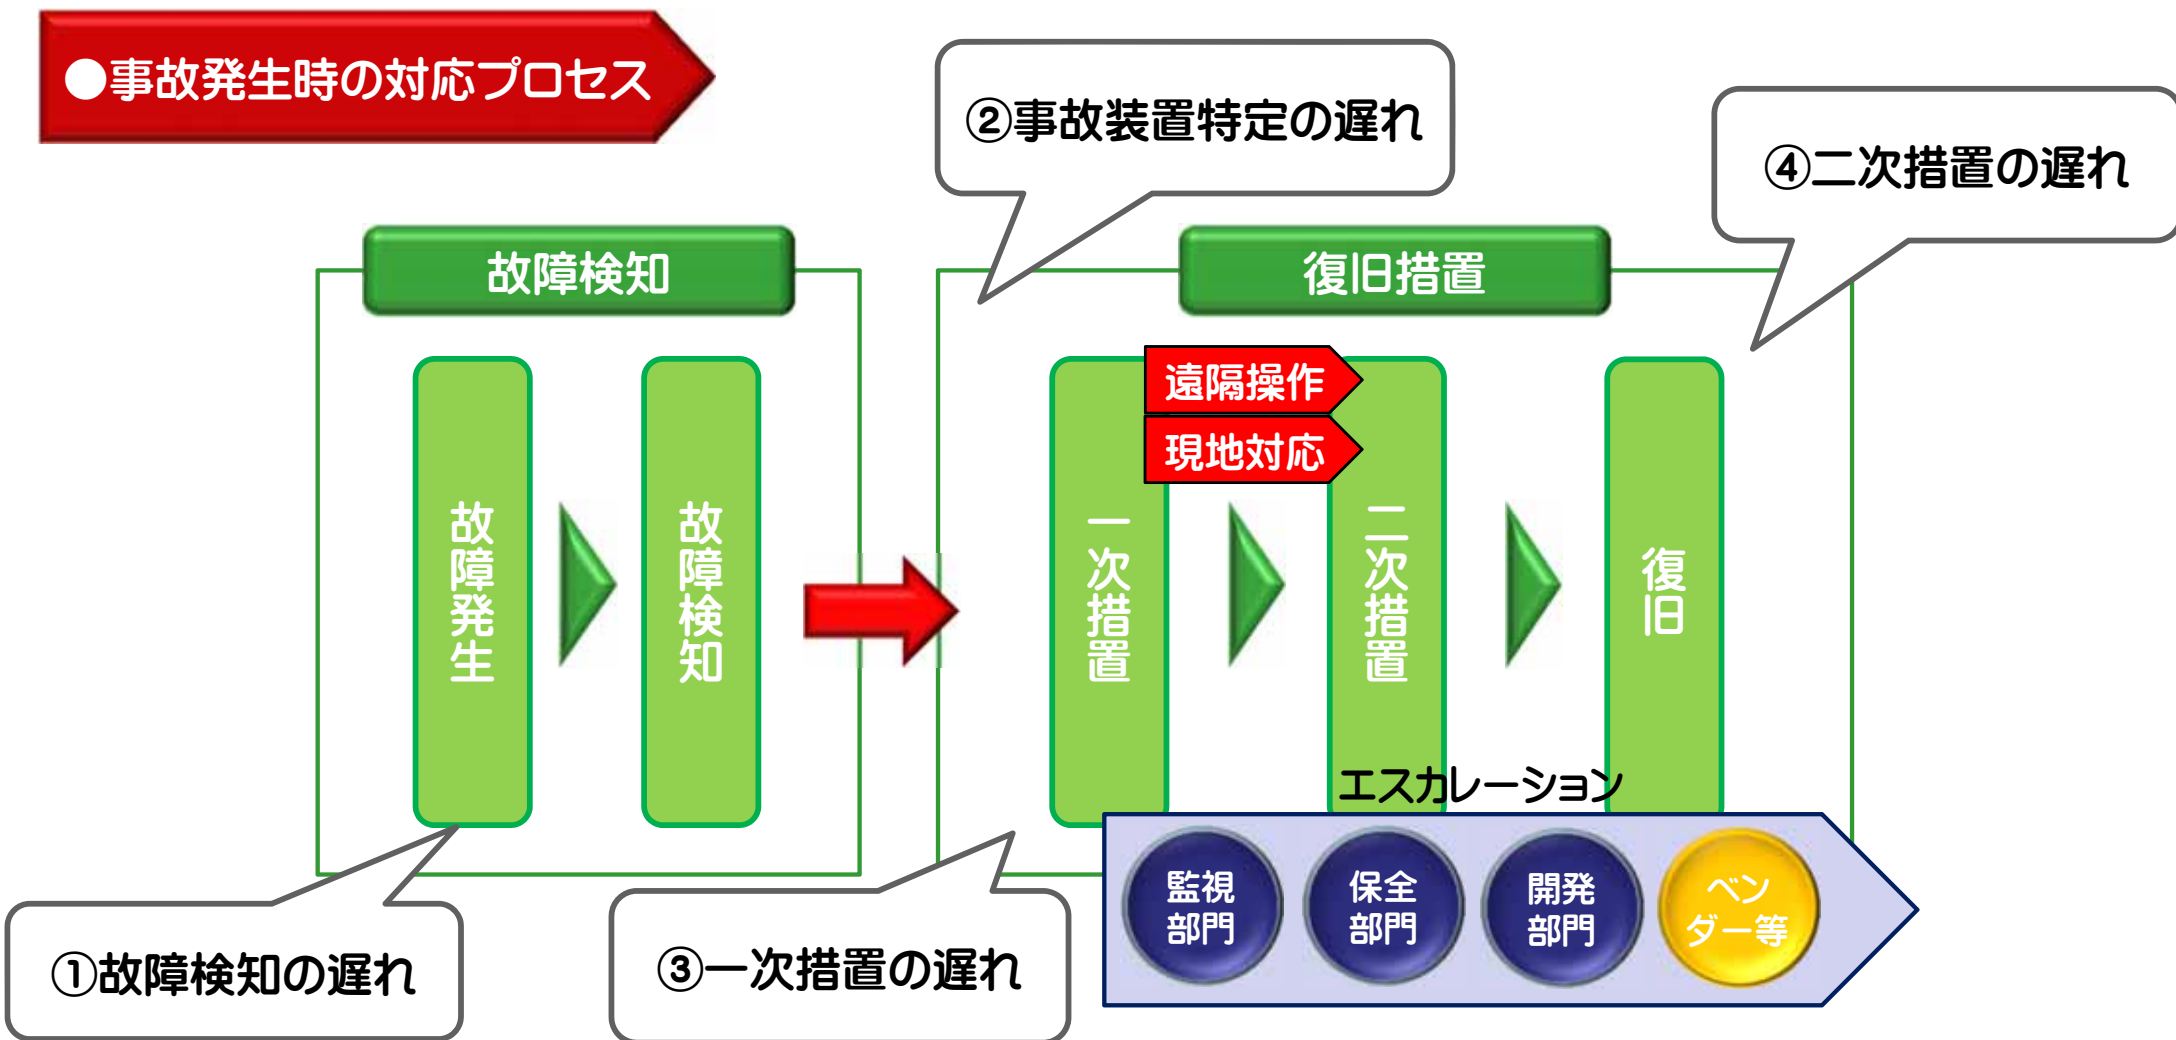 ●事故発生時の対応プロセス
②事故装置特定の遅れ
④二次措置の遅れ
故障検知
復旧措置
遠隔操作
現地対応
故障発生
故障検知
一次措置
二次措置
復旧
エスカレーション
監視
部門
保全
部門
開発
部門
ベン
ダー等
①故障検知の遅れ
③一次措置の遅れ